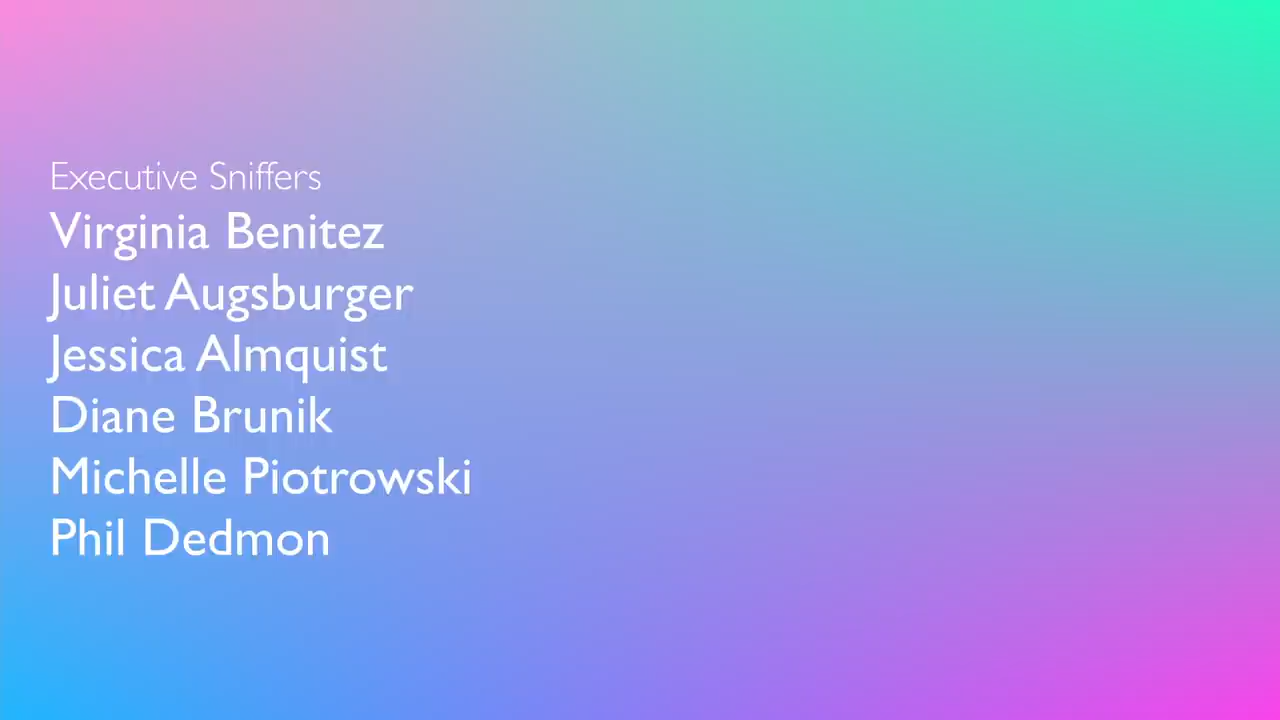 Executive Sniffers
Virginia Benitez
Juliet Augsburger
Jessica Almquist
Diane Brunik
Michelle Piotrowski
Phil Dedmon